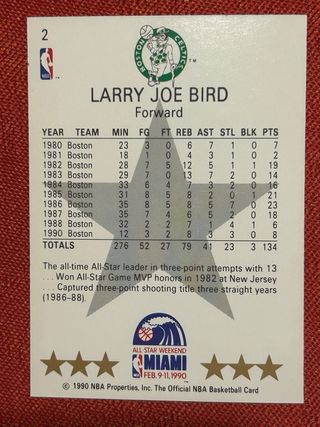 2
BOSTON CELTICS
NBA
LARRY JOE BIRD
Forward
YEAR TEAM MIN FG FT REB AST STL BLK PTS
1980 Boston 23 3 0 6 7 1 0 7
1981 Boston 18 1 0 4 3 1 0 2
1982 Boston 28 7 5 12 5 1 1 19
1983 Boston 29 7 0 13 7 2 0 14
1984 Boston 33 6 4 7 3 2 0 16
1985 Boston 31 8 5 8 2 0 1 21
1986 Boston 35 8 5 8 5 7 0 23
1987 Boston 35 7 4 6 5 2 0 18
1988 Boston 32 2 2 7 1 4 1 6
1990 Boston 12 3 2 8 3 3 0 8
TOTALS 276 52 27 79 41 23 3 134
The all-time All-Star leader in three-point attempts with 13
. . . Won All-Star Game MVP honors in 1982 at New Jersey
. . . Captured three-point shooting title three straight years
(1986–88).
ALL-STAR WEEKEND
MIAMI
FEB. 9-11, 1990
© 1990 NBA Properties, Inc. The Official NBA Basketball Card